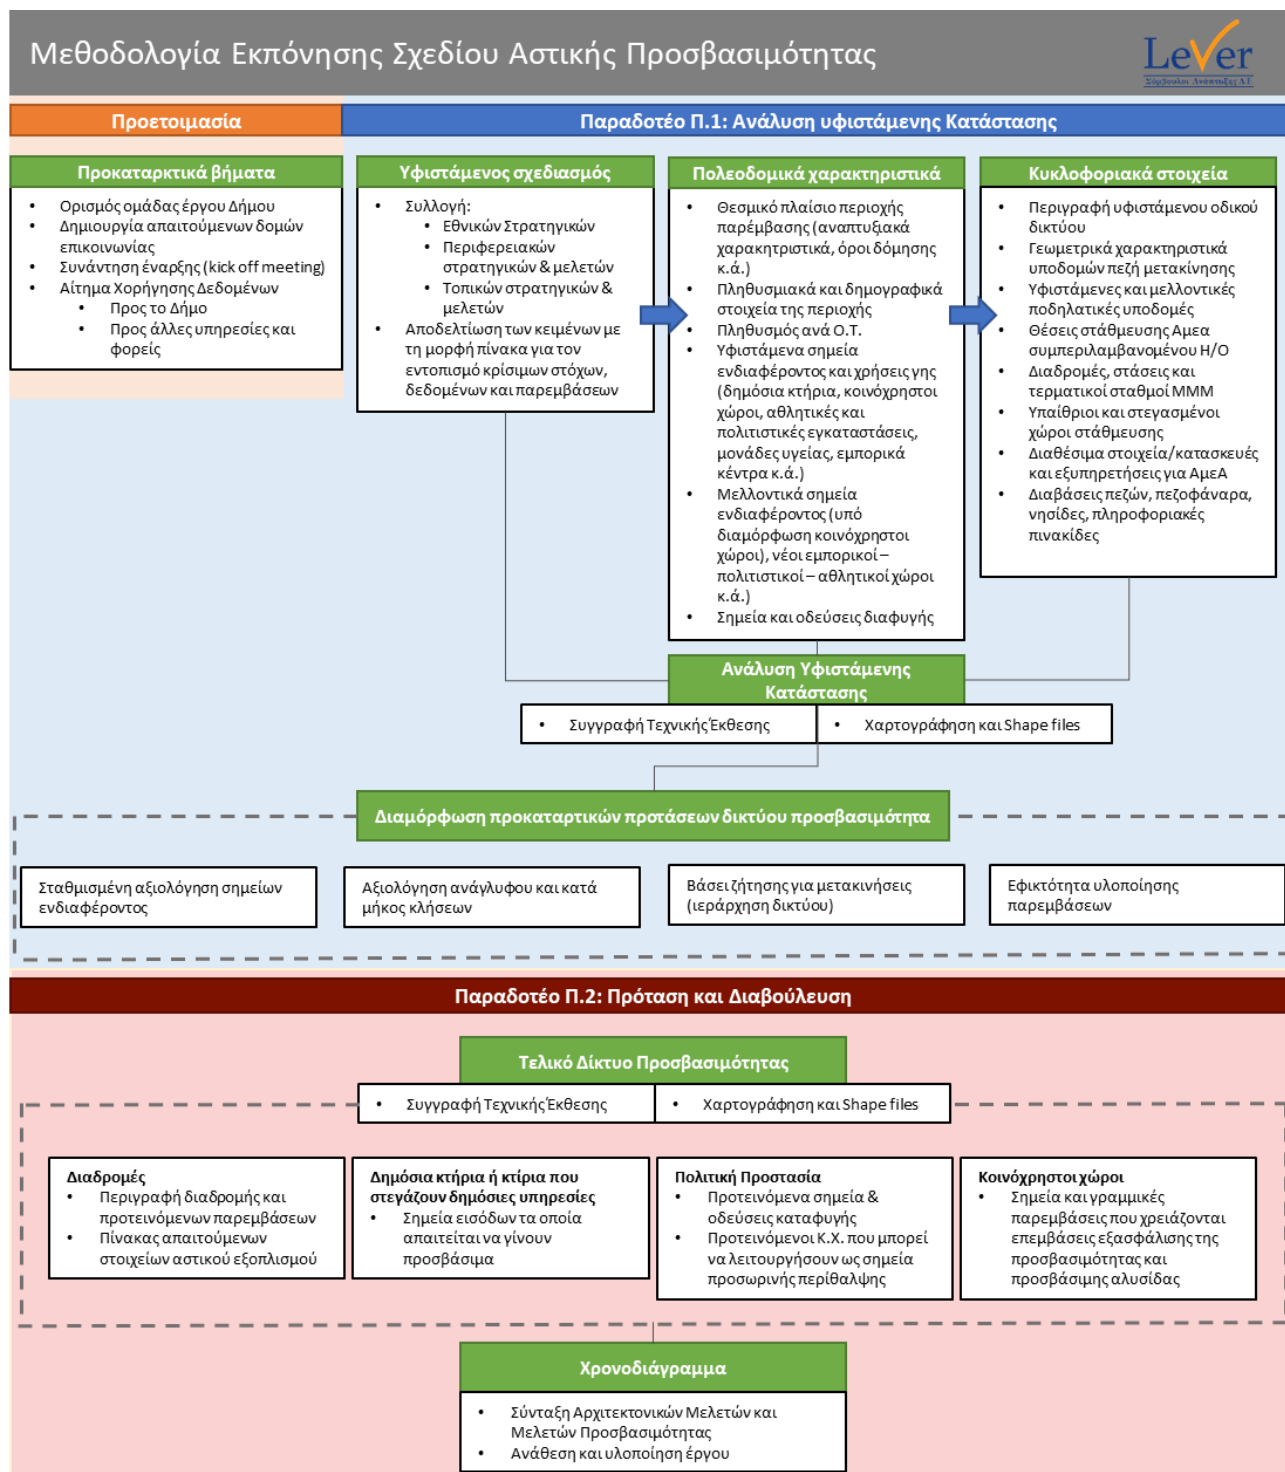 Μεθοδολογία Εκπόνησης Σχεδίου Αστικής Προσβασιμότητας
LeVer
Σύμβουλοι Ανάπτυξης Α.Ε
Προετοιμασία
Παραδοτέο Π.1: Ανάλυση υφιστάμενης Κατάστασης
Προκαταρκτικά βήματα
• Ορισμός ομάδας έργου Δήμου
• Δημιουργία απαιτούμενων δομών
επικοινωνίας
• Συνάντηση έναρξης (kick off meeting)
• Αίτημα Χορήγησης Δεδομένων
• Προς το Δήμο
• Προς άλλες υπηρεσίες και
φορείς
Υφιστάμενος σχεδιασμός
• Συλλογή:
• Εθνικών Στρατηγικών
• Περιφερειακών
στρατηγικών & μελετών
• Τοπικών στρατηγικών &
μελετών
• Αποδελτίωση των κειμένων με
τη μορφή πίνακα για τον
εντοπισμό κρίσιμων στόχων,
δεδομένων και παρεμβάσεων
Πολεοδομικά χαρακτηριστικά
• Θεσμικό πλαίσιο περιοχής
παρέμβασης (αναπτυξιακά
χαρακητριστικά, όροι δόμησης
κ.ά.)
• Πληθυσμιακά και δημογραφικά
στοιχεία της περιοχής
• Πληθυσμός ανά Ο.Τ.
• Υφιστάμενα σημεία
ενδιαφέροντος και χρήσεις γης
(δημόσια κτήρια, κοινόχρηστοι
χώροι, αθλητικές και
πολιτιστικές εγκαταστάσεις,
μονάδες υγείας, εμπορικά
κέντρα κ.ά.)
• Μελλοντικά σημεία
ενδιαφέροντος (υπό
διαμόρφωση κοινόχρηστοι
χώροι), νέοι εμπορικοί –
πολιτιστικοί – αθλητικοί χώροι
κ.ά.)
• Σημεία και οδεύσεις διαφυγής
Κυκλοφοριακά στοιχεία
• Περιγραφή υφιστάμενου οδικού
δικτύου
• Γεωμετρικά χαρακτηριστικά
υποδομών πεζή μετακίνησης
• Υφιστάμενες και μελλοντικές
ποδηλατικές υποδομές
• Θέσεις στάθμευσης Αμεα
συμπεριλαμβανομένου Η/Ο
• Διαδρομές, στάσεις και
τερματικοί σταθμοί ΜΜΜ
• Υπαίθριοι και στεγασμένοι
χώροι στάθμευσης
• Διαθέσιμα στοιχεία/κατασκευές
και εξυπηρετήσεις για ΑμεΑ
• Διαβάσεις πεζών, πεζοφάναρα,
νησίδες, πληροφοριακές
πινακίδες
Ανάλυση Υφιστάμενης
Κατάστασης
• Συγγραφή Τεχνικής Έκθεσης
• Χαρτογράφηση και Shape files
Διαμόρφωση προκαταρτικών προτάσεων δικτύου προσβασιμότητα
Σταθμισμένη αξιολόγηση σημείων
ενδιαφέροντος
Αξιολόγηση ανάγλυφου και κατά
μήκος κλήσεων
Βάσει ζήτησης για μετακινήσεις
(ιεράρχηση δικτύου)
Εφικτότητα υλοποίησης
παρεμβάσεων
Παραδοτέο Π.2: Πρόταση και Διαβούλευση
Τελικό Δίκτυο Προσβασιμότητας
• Συγγραφή Τεχνικής Έκθεσης
• Χαρτογράφηση και Shape files
Διαδρομές
• Περιγραφή διαδρομής και
προτεινόμενων παρεμβάσεων
• Πίνακας απαιτούμενων
στοιχείων αστικού εξοπλισμού
Δημόσια κτήρια ή κτίρια που
στεγάζουν δημόσιες υπηρεσίες
• Σημεία εισόδων τα οποία
απαιτείται να γίνουν
προσβάσιμα
Πολιτική Προστασία
• Προτεινόμενα σημεία &
οδεύσεις καταφυγής
• Προτεινόμενοι Κ.Χ. που μπορεί
να λειτουργήσουν ως σημεία
προσωρινής περίθαλψης
Κοινόχρηστοι χώροι
• Σημεία και γραμμικές
παρεμβάσεις που χρειάζονται
επεμβάσεις εξασφάλισης της
προσβασιμότητας και
προσβάσιμης αλυσίδας
Χρονοδιάγραμμα
• Σύνταξη Αρχιτεκτονικών Μελετών και
Μελετών Προσβασιμότητας
• Ανάθεση και υλοποίηση έργου